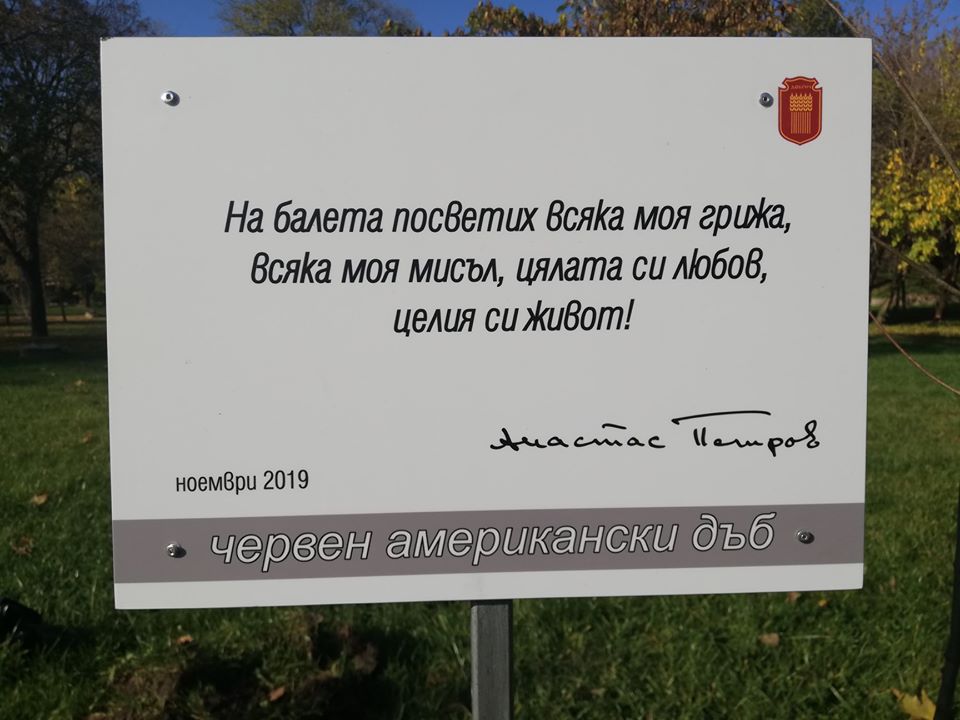 ДОБРИЧ
На балета посветих всяка моя грижа,
всяка моя мисъл, цялата си любов,
целия си живот!
Анастас Петров
ноември 2019
червен американски дъб